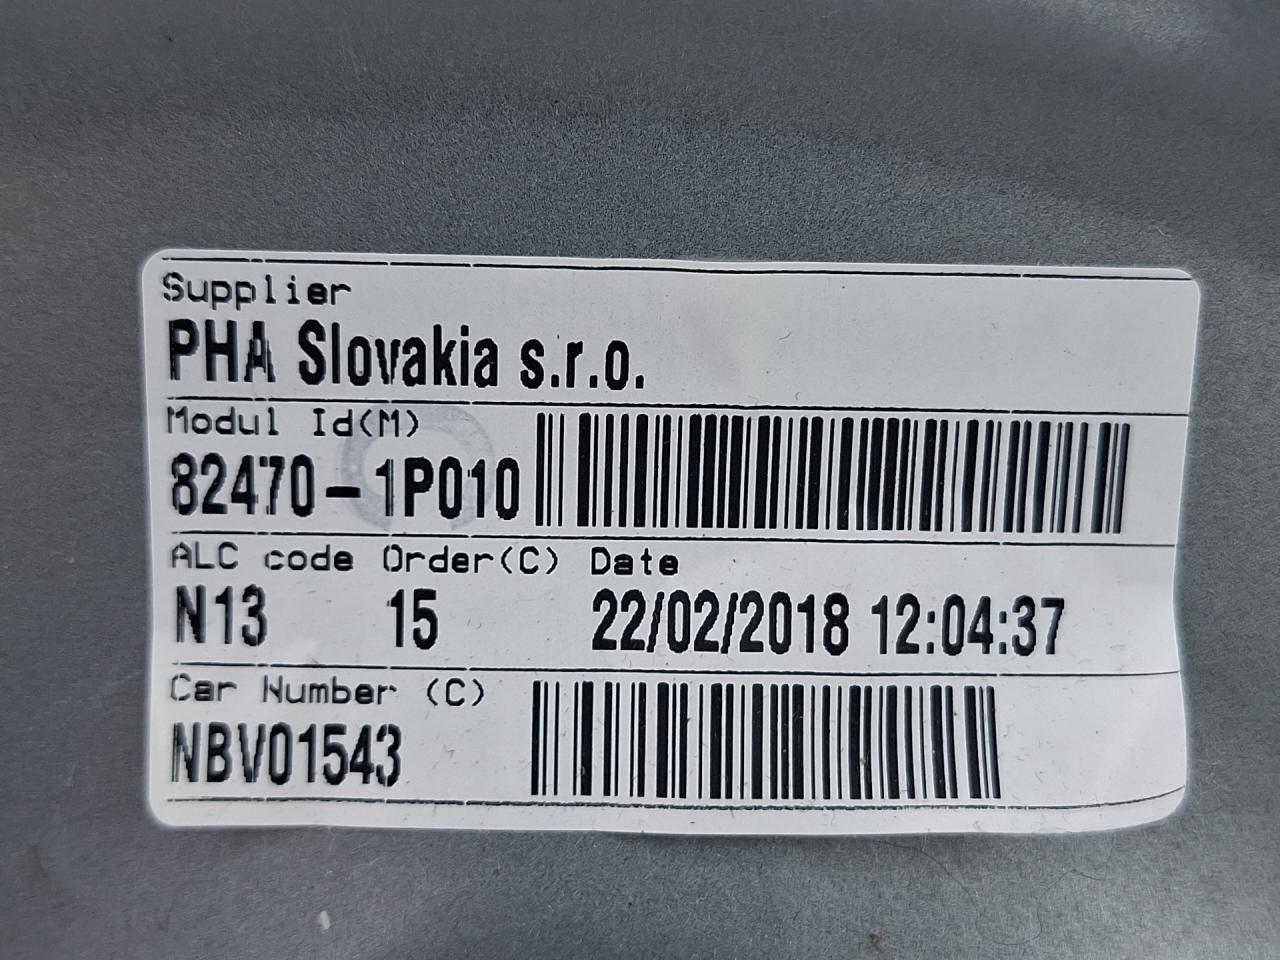 Supplier
PHA Slovakia s.r.o.
Modul Id(M)
82470-1P010
ALC code Order(C) Date
N13 15 22/02/2018 12:04:37
Car Number (C)
NBV01543